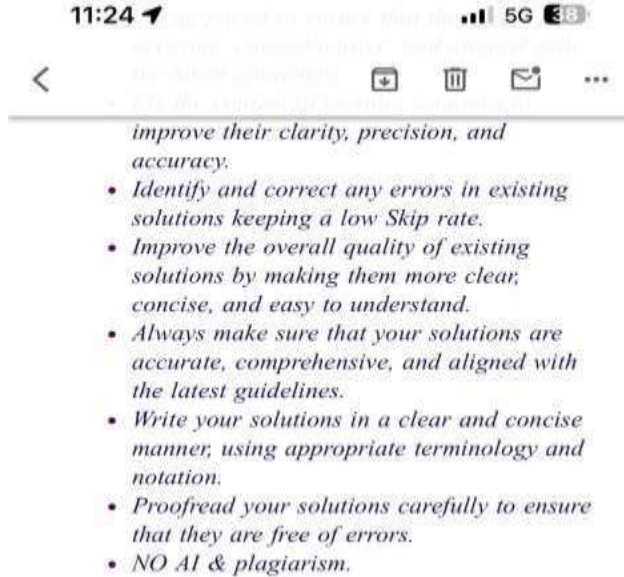 11:24
5G 38
improve their clarity, precision, and
accuracy.
• Identify and correct any errors in existing
solutions keeping a low Skip rate.
• Improve the overall quality of existing
solutions by making them more clear,
concise, and easy to understand.
• Always make sure that your solutions are
accurate, comprehensive, and aligned with
the latest guidelines.
• Write your solutions in a clear and concise
manner, using appropriate terminology and
notation.
• Proofread your solutions carefully to ensure
that they are free of errors.
• NO AI & plagiarism.